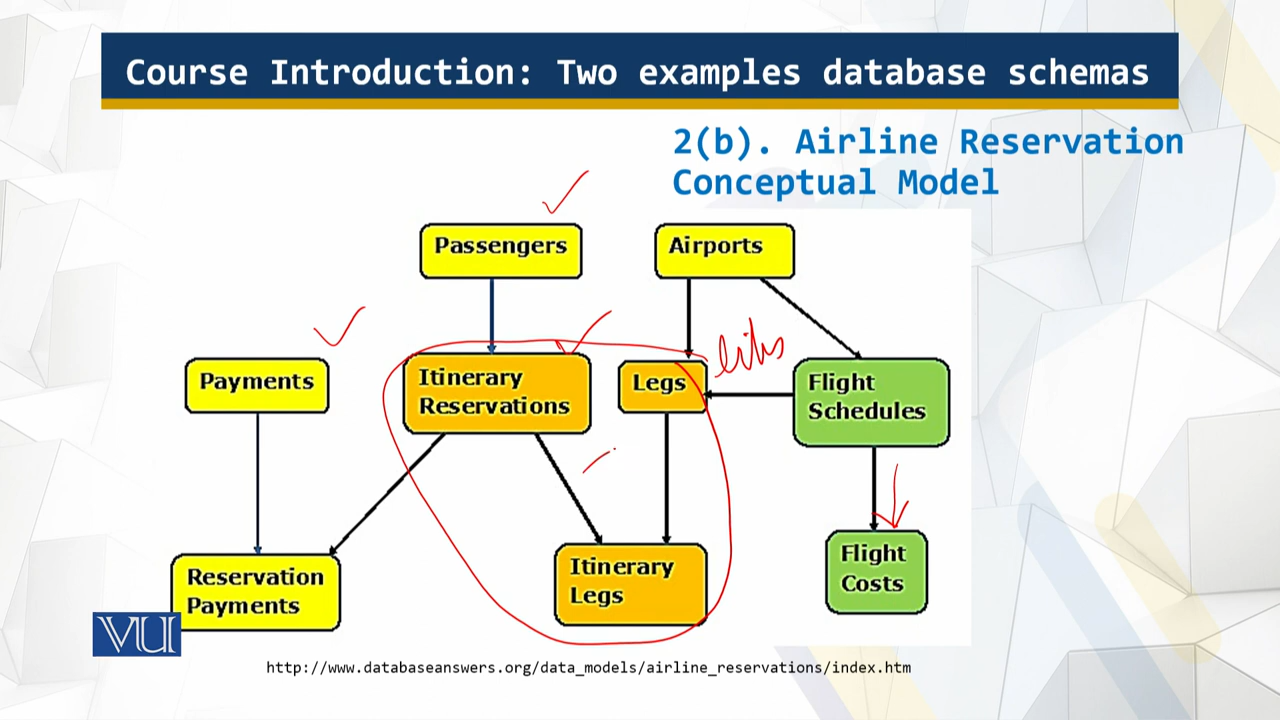 Course Introduction: Two examples database schemas
2(b). Airline Reservation
Conceptual Model
Passengers
Airports
Payments
Itinerary
Reservations
Legs
Flight
Schedules
Reservation
Payments
Itinerary
Legs
Flight
Costs
VU
http://www.databaseanswers.org/data_models/airline_reservations/index.htm